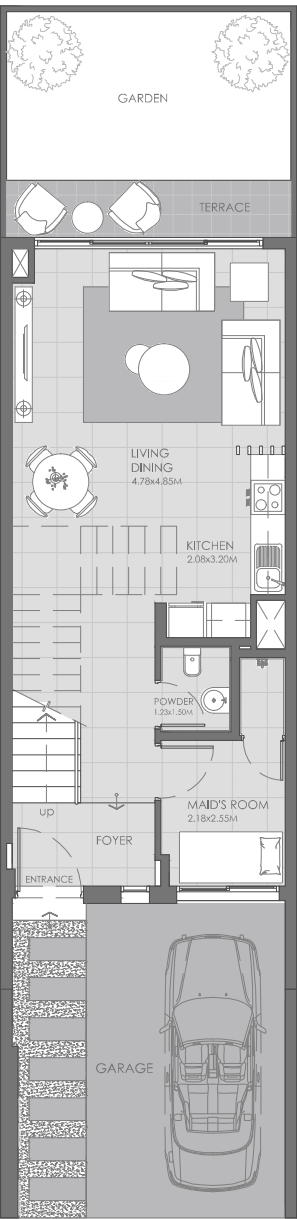 GARDEN
TERRACE
LIVING
DINING
4.78x4.85M
KITCHEN
2.08x3.20M
POWDER
1.23x1.50M
MAID'S ROOM
2.18x2.55M
up
FOYER
ENTRANCE
GARAGE